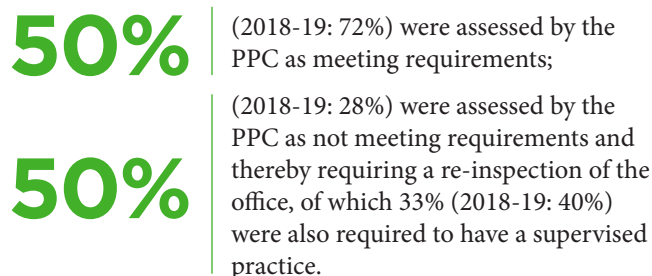 50%
(2018-19: 72%) were assessed by the
PPC as meeting requirements;
50%
(2018-19: 28%) were assessed by the
PPC as not meeting requirements and
thereby requiring a re-inspection of the
office, of which 33% (2018-19: 40%)
were also required to have a supervised
practice.